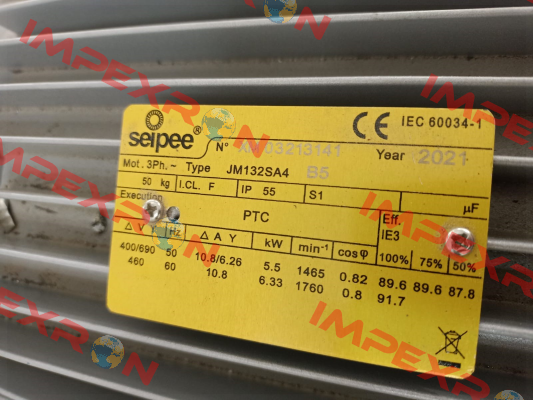 IMPEXRON
seipee®
CE IEC 60034-1
N° 03213141 Year 2021
Mot. 3Ph. ~ Type JM132SA4 B5
50 kg I.CL. F IP 55 S1 µF
Execution PTC Eff. IE3
Δ V Y Hz Δ A Y kW min⁻¹ cosφ 100% 75% 50%
400/690 50 10.8/6.26 5.5 1465 0.82 89.6 89.6 87.8
460 60 10.8 6.33 1760 0.8 91.7
IMPEXRON
IMPEXRON
IMPEXRON